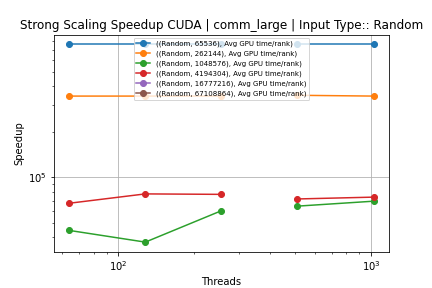 Strong Scaling Speedup CUDA | comm_large | Input Type:: Random
((Random, 65536), Avg GPU time/rank)
((Random, 262144), Avg GPU time/rank)
((Random, 1048576), Avg GPU time/rank)
((Random, 4194304), Avg GPU time/rank)
((Random, 16777216), Avg GPU time/rank)
((Random, 67108864), Avg GPU time/rank)
Speedup
10⁵
10² 10³
Threads